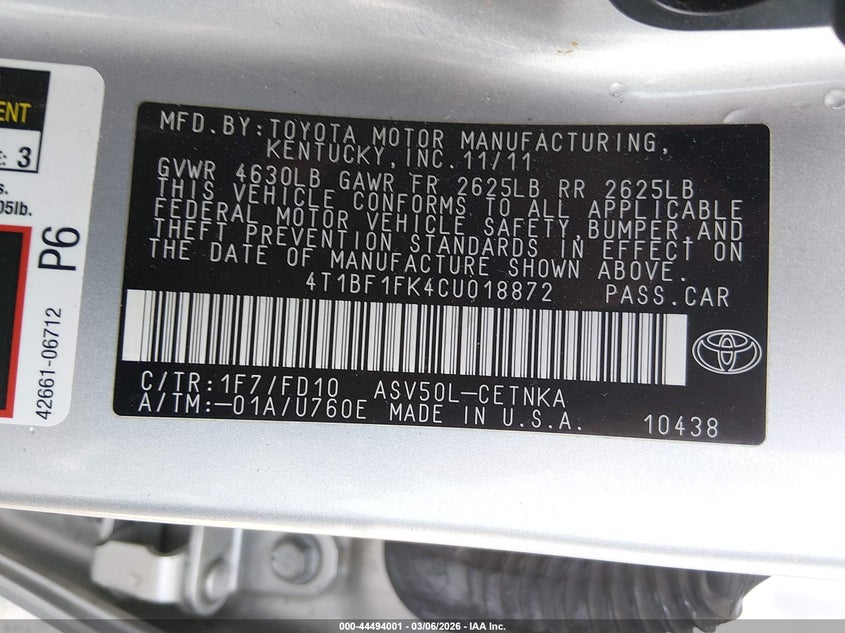 ENT
E: 3
s.
05lb.
P6
42661-06712
MFD.BY:TOYOTA MOTOR MANUFACTURING,
KENTUCKY,INC.11/11
GVWR 4630LB GAWR FR 2625LB RR 2625LB
THIS VEHICLE CONFORMS TO ALL APPLICABLE
FEDERAL MOTOR VEHICLE SAFETY,BUMPER,AND
THEFT PREVENTION STANDARDS IN EFFECT ON
THE DATE OF MANUFACTURE SHOWN ABOVE.
4T1BF1FK4CU018872 PASS.CAR
C/TR:1F7/FD10 ASV50L-CETNKA
A/TM:-01A/U760E MADE IN U.S.A. 10438
000-44494001 — 03/06/2026 — IAA Inc.